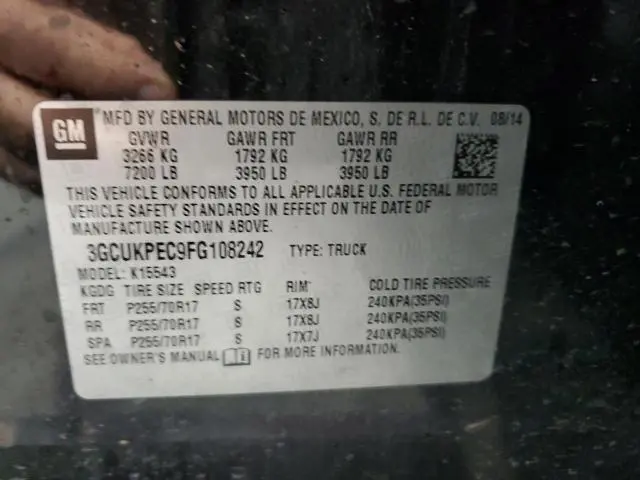 GM
MFD BY GENERAL MOTORS DE MEXICO, S. DE R.L. DE C.V. 08/14
GVWR GAWR FRT GAWR RR
3266 KG 1792 KG 1792 KG
7200 LB 3950 LB 3950 LB
THIS VEHICLE CONFORMS TO ALL APPLICABLE U.S. FEDERAL MOTOR
VEHICLE SAFETY STANDARDS IN EFFECT ON THE DATE OF
MANUFACTURE SHOWN ABOVE.
3GCUKPEC9FG108242 TYPE: TRUCK
MODEL: K15543
KGDG TIRE SIZE SPEED RTG RIM COLD TIRE PRESSURE
FRT P255/70R17 S 17X8J 240KPA(35PSI)
RR P255/70R17 S 17X8J 240KPA(35PSI)
SPA P255/70R17 S 17X7J 240KPA(35PSI)
SEE OWNER'S MANUAL FOR MORE INFORMATION.